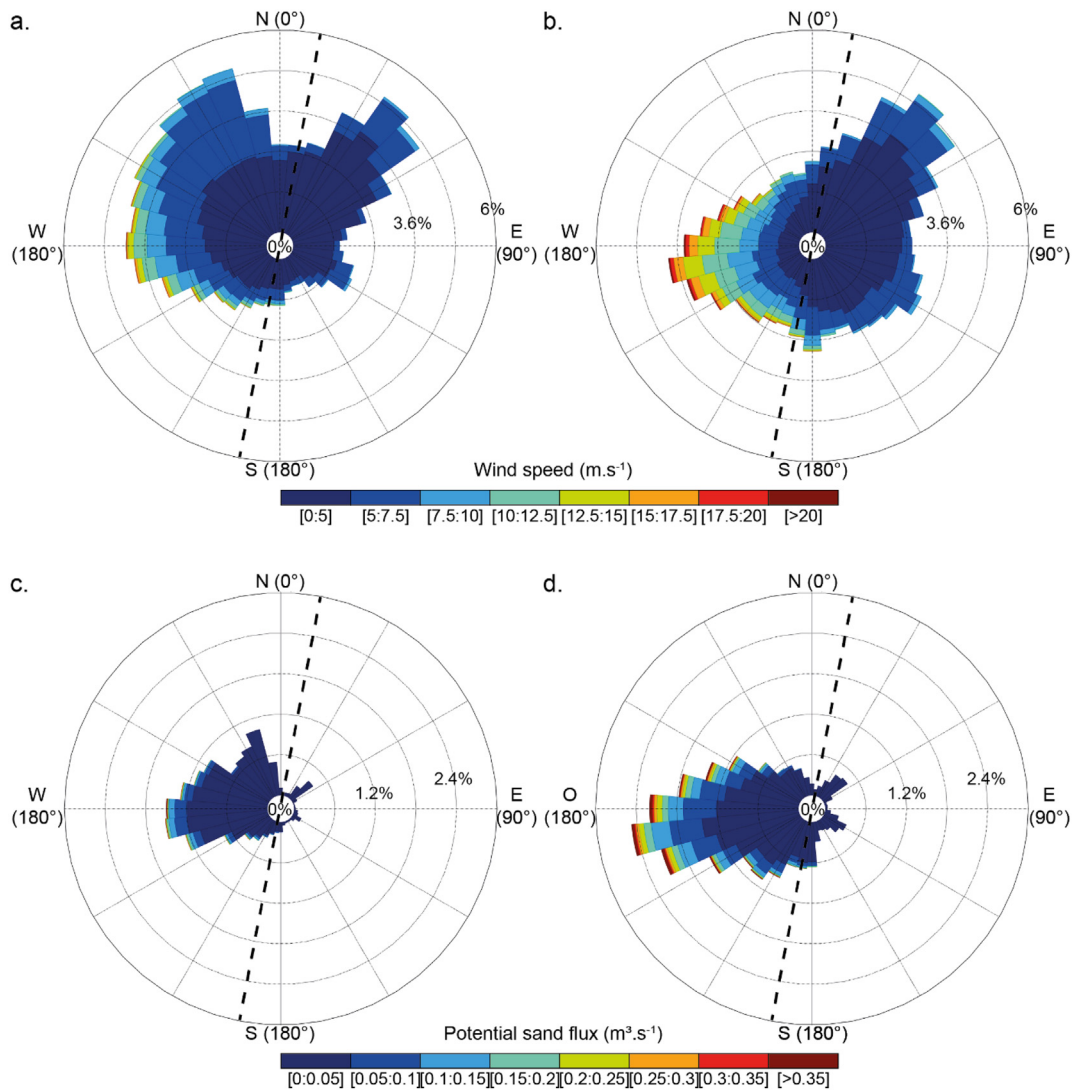 a.
b.
N (0°)
N (0°)
6%
6%
3.6%
3.6%
W
(180°)
0%
E
(90°)
W
(180°)
0%
E
(90°)
S (180°)
S (180°)
Wind speed (m.s⁻¹)
[0:5] [5:7.5] [7.5:10] [10:12.5] [12.5:15] [15:17.5] [17.5:20] [>20]
c.
d.
N (0°)
N (0°)
2.4%
2.4%
1.2%
1.2%
W
(180°)
0%
E
(90°)
O
(180°)
0%
E
(90°)
S (180°)
S (180°)
Potential sand flux (m³.s⁻¹)
[0:0.05] [0.05:0.1] [0.1:0.15] [0.15:0.2] [0.2:0.25] [0.25:0.3] [0.3:0.35] [>0.35]